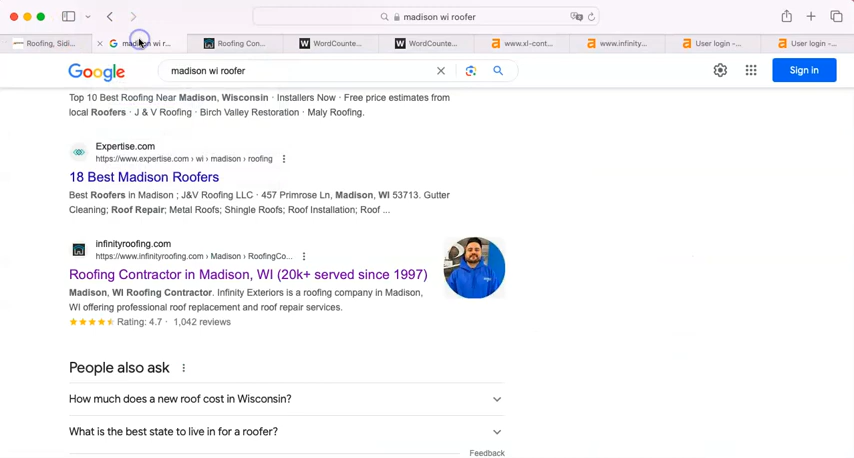 madison wi roofer
Roofing, Sidi...
madison wi r...
Roofing Con...
WordCounte...
WordCounte...
www.xl-cont...
www.infinity...
User login -...
User login -...
Google
madison wi roofer
Sign in
Top 10 Best Roofing Near Madison, Wisconsin · Installers Now · Free price estimates from
local Roofers · J & V Roofing · Birch Valley Restoration · Maly Roofing.
Expertise.com
https://www.expertise.com › wi › madison › roofing
18 Best Madison Roofers
Best Roofers in Madison ; J&V Roofing LLC · 457 Primrose Ln, Madison, WI 53713. Gutter
Cleaning; Roof Repair; Metal Roofs; Shingle Roofs; Roof Installation; Roof ...
infinityroofing.com
https://www.infinityroofing.com › Madison › RoofingCo...
Roofing Contractor in Madison, WI (20k+ served since 1997)
Madison, WI Roofing Contractor. Infinity Exteriors is a roofing company in Madison,
WI offering professional roof replacement and roof repair services.
Rating: 4.7 · 1,042 reviews
People also ask
How much does a new roof cost in Wisconsin?
What is the best state to live in for a roofer?
Feedback